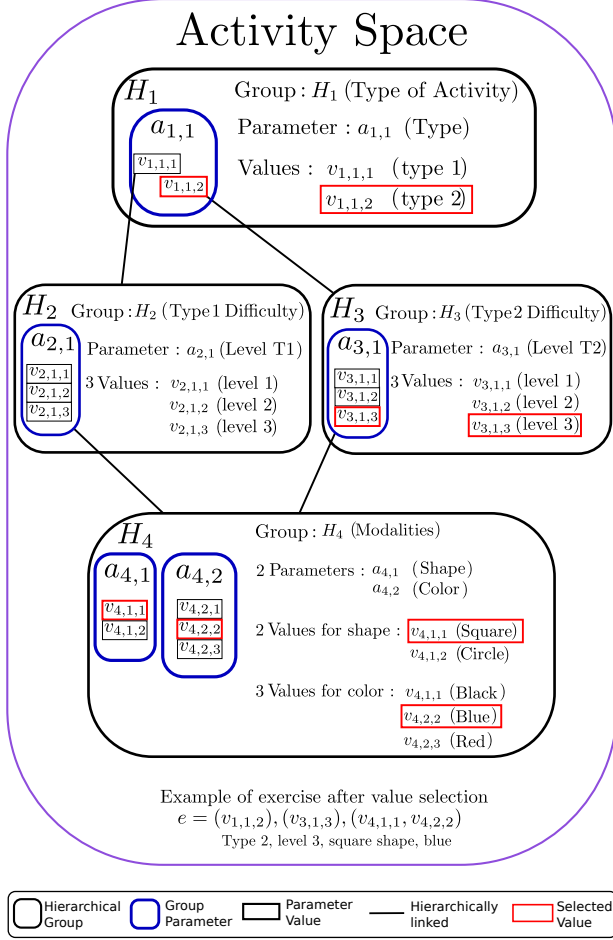 Activity Space
H₁ Group : H₁ (Type of Activity)
a₁,₁ Parameter : a₁,₁ (Type)
v₁,₁,₁ Values : v₁,₁,₁ (type 1)
v₁,₁,₂ v₁,₁,₂ (type 2)
H₂ Group : H₂ (Type 1 Difficulty)
a₂,₁ Parameter : a₂,₁ (Level T1)
v₂,₁,₁ 3 Values : v₂,₁,₁ (level 1)
v₂,₁,₂ v₂,₁,₂ (level 2)
v₂,₁,₃ v₂,₁,₃ (level 3)
H₃ Group : H₃ (Type 2 Difficulty)
a₃,₁ Parameter : a₃,₁ (Level T2)
v₃,₁,₁ 3 Values : v₃,₁,₁ (level 1)
v₃,₁,₂ v₃,₁,₂ (level 2)
v₃,₁,₃ v₃,₁,₃ (level 3)
H₄ Group : H₄ (Modalities)
a₄,₁ a₄,₂ 2 Parameters : a₄,₁ (Shape)
a₄,₂ (Color)
v₄,₁,₁ v₄,₂,₁ 2 Values for shape : v₄,₁,₁ (Square)
v₄,₁,₂ v₄,₂,₂ v₄,₁,₂ (Circle)
v₄,₂,₃
3 Values for color : v₄,₁,₁ (Black)
v₄,₂,₂ (Blue)
v₄,₂,₃ (Red)
Example of exercise after value selection
e = (v₁,₁,₂), (v₃,₁,₃), (v₄,₁,₁, v₄,₂,₂)
Type 2, level 3, square shape, blue
Hierarchical
Group
Group
Parameter
Parameter
Value
Hierarchically
linked
Selected
Value